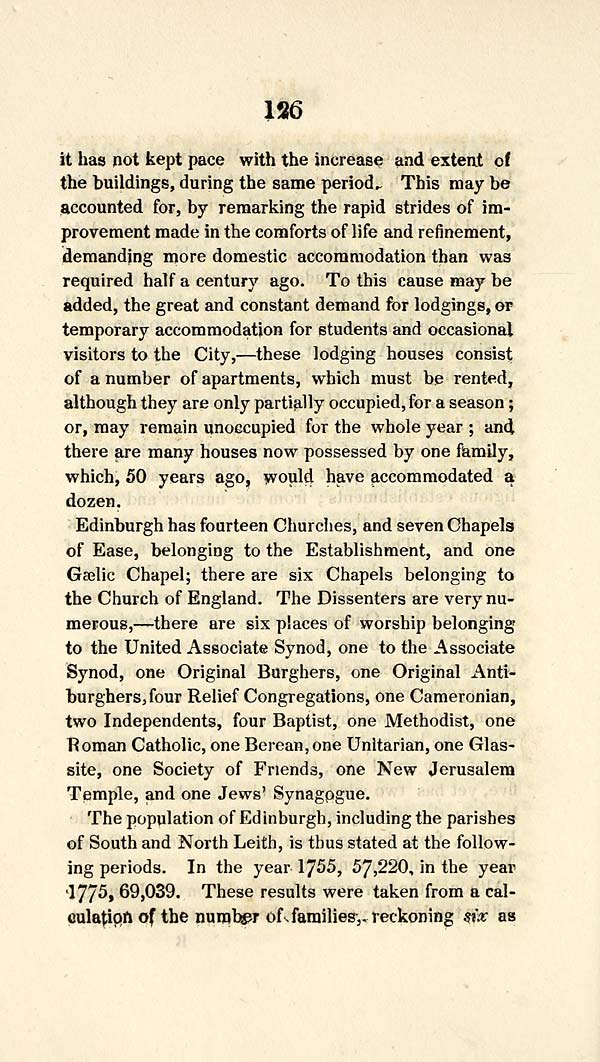 126
it has not kept pace with the increase and extent of
the buildings, during the same period. This may be
accounted for, by remarking the rapid strides of im-
provement made in the comforts of life and refinement,
demanding more domestic accommodation than was
required half a century ago. To this cause may be
added, the great and constant demand for lodgings, or
temporary accommodation for students and occasional
visitors to the City,—these lodging houses consist
of a number of apartments, which must be rented,
although they are only partially occupied, for a season;
or, may remain unoccupied for the whole year; and
there are many houses now possessed by one family,
which, 50 years ago, would have accommodated a
dozen.
Edinburgh has fourteen Churches, and seven Chapels
of Ease, belonging to the Establishment, and one
Gælic Chapel; there are six Chapels belonging to
the Church of England. The Dissenters are very nu-
merous,—there are six places of worship belonging
to the United Associate Synod, one to the Associate
Synod, one Original Burghers, one Original Anti-
burghers, four Relief Congregations, one Cameronian,
two Independents, four Baptist, one Methodist, one
Roman Catholic, one Berean, one Unitarian, one Glas-
site, one Society of Friends, one New Jerusalem
Temple, and one Jews' Synagogue.
The population of Edinburgh, including the parishes
of South and North Leith, is thus stated at the follow-
ing periods. In the year 1755, 57,220, in the year
1775, 69,039. These results were taken from a cal-
culation of the number of families, reckoning six as